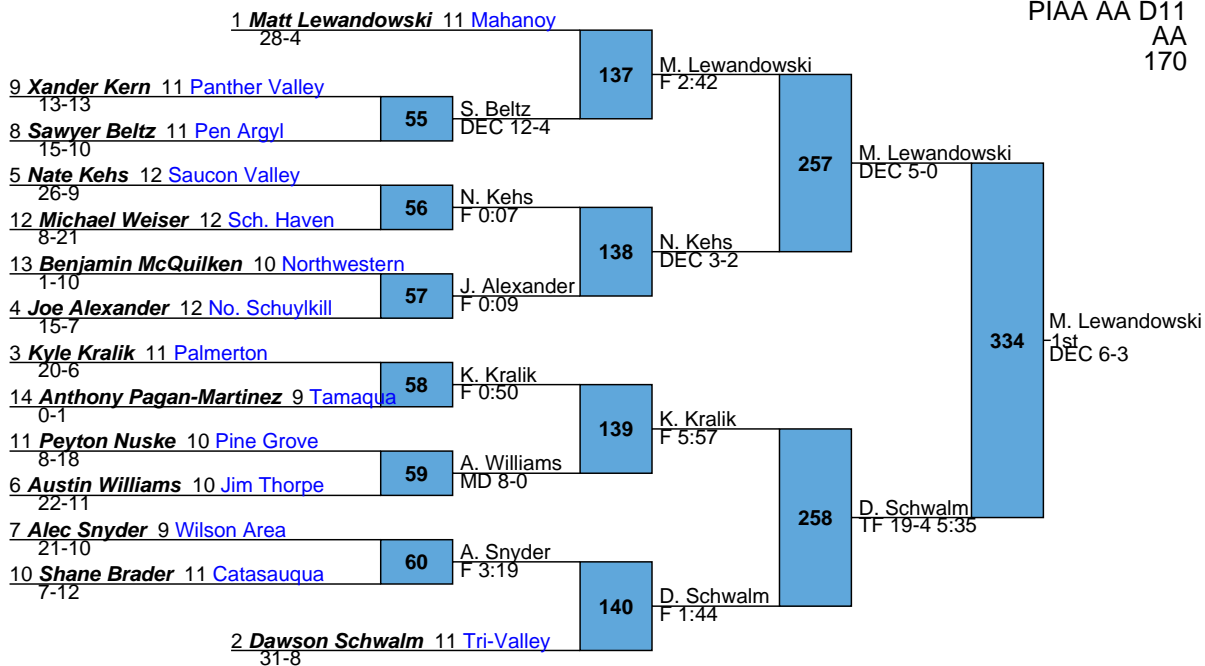 PIAA AA D11
AA
170
1 Matt Lewandowski 11 Mahanoy
28-4
9 Xander Kern 11 Panther Valley
13-13
8 Sawyer Beltz 11 Pen Argyl
15-10
5 Nate Kehs 12 Saucon Valley
26-9
12 Michael Weiser 12 Sch. Haven
8-21
13 Benjamin McQuilken 10 Northwestern
1-10
4 Joe Alexander 12 No. Schuylkill
15-7
3 Kyle Kralik 11 Palmerton
20-6
14 Anthony Pagan-Martinez 9 Tamaqua
0-1
11 Peyton Nuske 10 Pine Grove
8-18
6 Austin Williams 10 Jim Thorpe
22-11
7 Alec Snyder 9 Wilson Area
21-10
10 Shane Brader 11 Catasauqua
7-12
2 Dawson Schwalm 11 Tri-Valley
31-8
55
S. Beltz
DEC 12-4
56
N. Kehs
F 0:07
57
J. Alexander
F 0:09
58
K. Kralik
F 0:50
59
A. Williams
MD 8-0
60
A. Snyder
F 3:19
137
M. Lewandowski
F 2:42
138
N. Kehs
DEC 3-2
139
K. Kralik
F 5:57
140
D. Schwalm
F 1:44
257
M. Lewandowski
DEC 5-0
258
D. Schwalm
TF 19-4 5:35
334
M. Lewandowski
1st
DEC 6-3